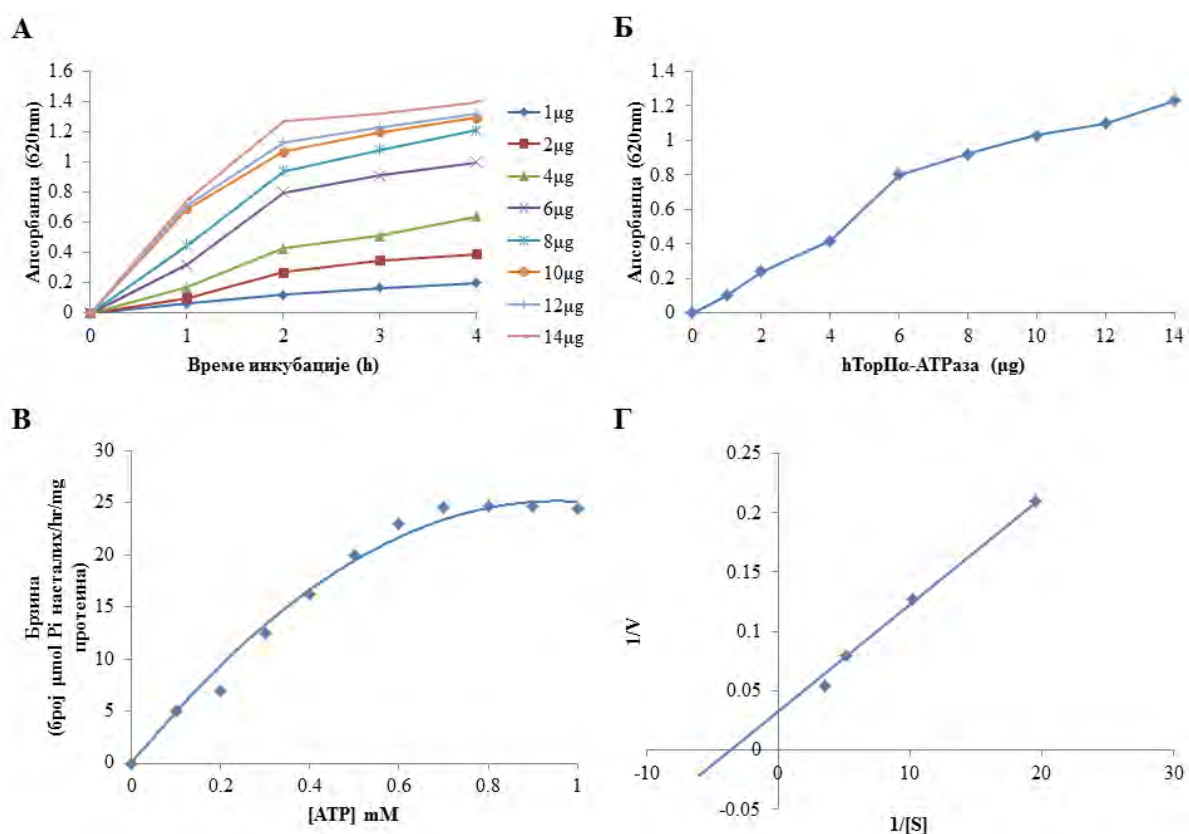 А
Апсорбанца (620nm)
1.6
1.4
1.2
1
0.8
0.6
0.4
0.2
0
0
1
2
3
4
Време инкубације (h)
1µg
2µg
4µg
6µg
8µg
10µg
12µg
14µg
Б
Апсорбанца (620nm)
1.4
1.2
1
0.8
0.6
0.4
0.2
0
0
2
4
6
8
10
12
14
hTopIIα-АТРаза (µg)
В
Брзина
(број µmol Pi насталих/hr/mg
протеина)
30
25
20
15
10
5
0
0
0.2
0.4
0.6
0.8
1
[ATP] mM
Г
1/V
0.25
0.2
0.15
0.1
0.05
0
-0.05
-10
0
10
20
30
1/[S]